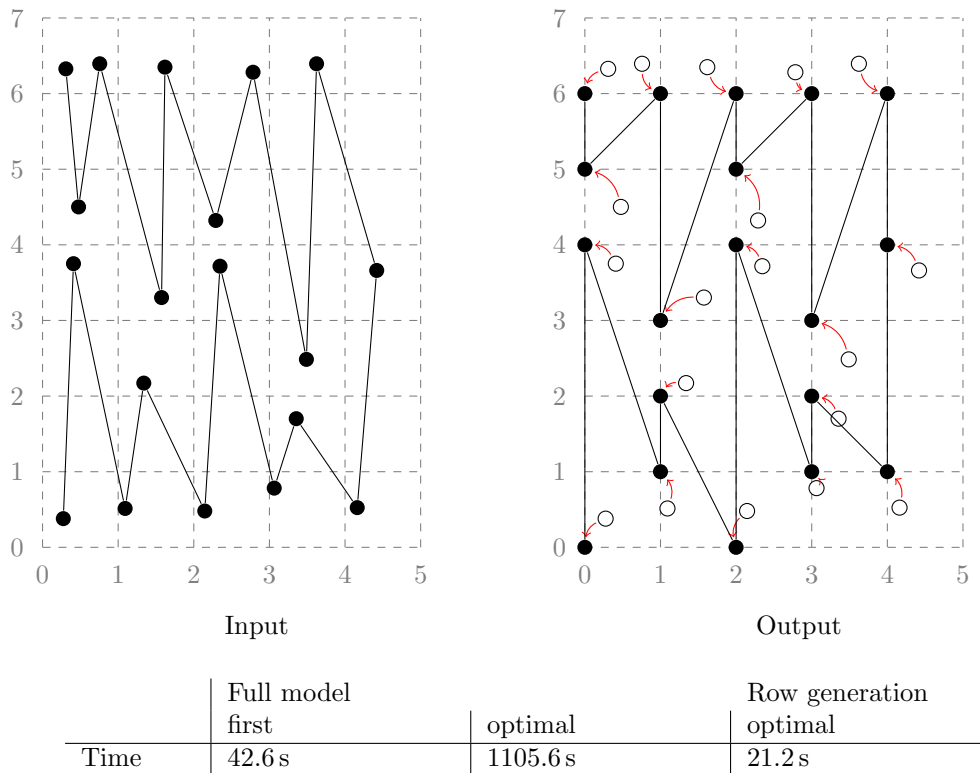 7 7
6 6
5 5
4 4
3 3
2 2
1 1
0 0
0 1 2 3 4 5 0 1 2 3 4 5
Input Output
Full model Row generation
first optimal optimal
Time 42.6 s 1105.6 s 21.2 s